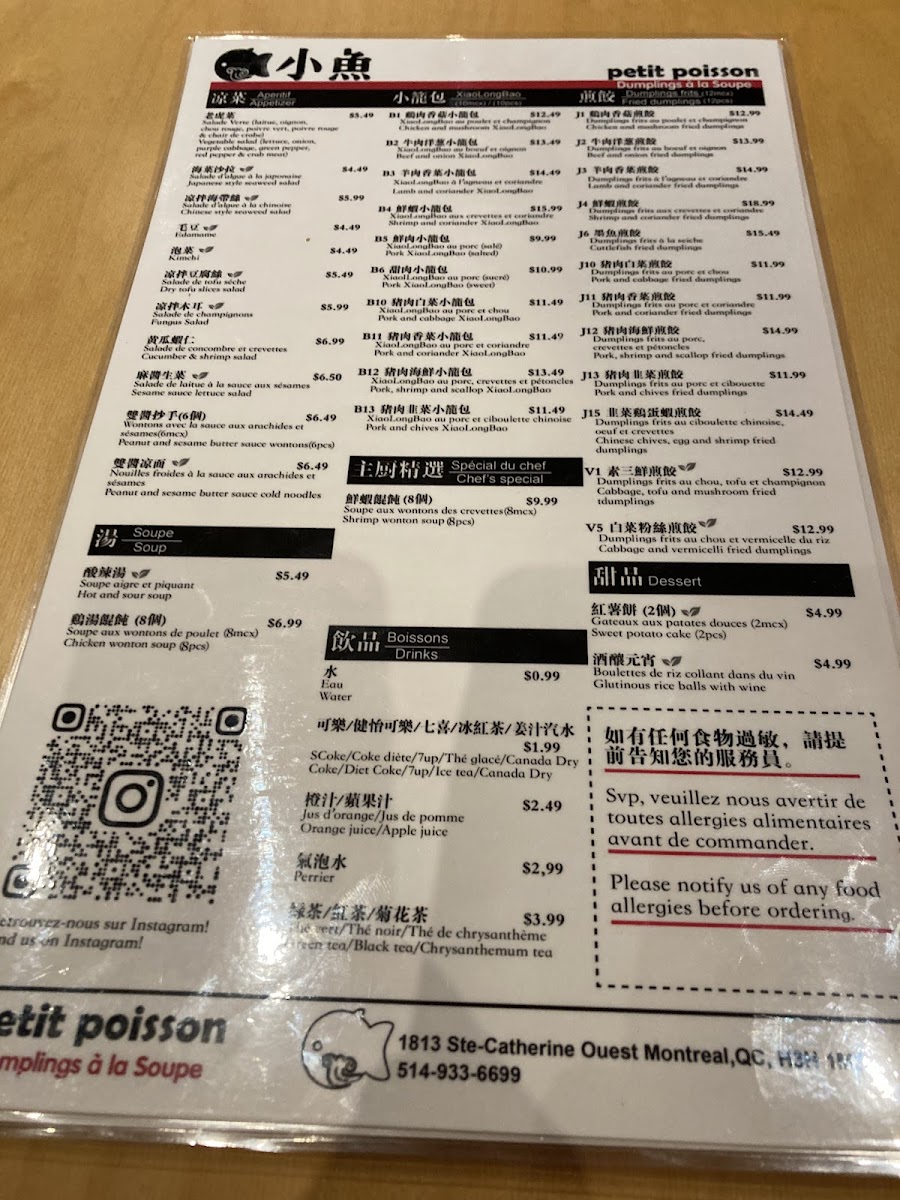 小魚
petit poisson
Dumplings à la Soupe
凉菜 Aperitif
Appetizer
老虎菜 $5.49
Salade Verte (laitue, oignon,
chou rouge, poivre vert, poivre rouge
& chair de crabe)
Vegetable salad (lettuce, onion,
purple cabbage, green pepper,
red pepper & crab meat)
海菜沙拉 $4.49
Salade d'algue à la japonaise
Japanese style seaweed salad
凉拌海帶絲 $5.99
Salade d'algue à la chinoise
Chinese style seaweed salad
毛豆 $4.49
Edamame
泡菜 $4.49
Kimchi
凉拌豆腐絲 $5.49
Salade de tofu sèche
Dry tofu slices salad
凉拌木耳 $5.99
Salade de champignons
Fungus Salad
黄瓜蝦仁 $6.99
Salade de concombre et crevettes
Cucumber & shrimp salad
麻醬生菜 $6.50
Salade de laitue à la sauce aux sésames
Sesame sauce lettuce salad
雙醬抄手(6個) $6.49
Wontons avec la sauce aux arachides et
sésames(6mcx)
Peanut and sesame butter sauce wontons(6pcs)
雙醬凉面 $6.49
Nouilles froides à la sauce aux arachides et
sésames
Peanut and sesame butter sauce cold noodles
湯 Soupe
Soup
酸辣湯 $5.49
Soupe aigre et piquant
Hot and sour soup
鷄湯餛飩 (8個) $6.99
Soupe aux wontons de poulet (8mcx)
Chicken wonton soup (8pcs)
小籠包 XiaoLongBao
(10mcx) / (10pcs)
B1 鷄肉香菇小籠包 $12.49
XiaoLongBao au poulet et champignon
Chicken and mushroom XiaoLongBao
B2 牛肉洋葱小籠包 $13.49
XiaoLongBao au boeuf et oignon
Beef and onion XiaoLongBao
B3 羊肉香菜小籠包 $14.49
XiaoLongBao à l'agneau et coriandre
Lamb and coriander XiaoLongBao
B4 鮮蝦小籠包 $15.99
XiaoLongBao aux crevettes et coriandre
Shrimp and coriander XiaoLongBao
B5 鮮肉小籠包 $9.99
XiaoLongBao au porc (salé)
Pork XiaoLongBao (salted)
B6 甜肉小籠包 $10.99
XiaoLongBao au porc (sucré)
Pork XiaoLongBao (sweet)
B10 猪肉白菜小籠包 $11.49
XiaoLongBao au porc et chou
Pork and cabbage XiaoLongBao
B11 猪肉香菜小籠包 $11.49
XiaoLongBao au porc et coriandre
Pork and coriander XiaoLongBao
B12 猪肉海鮮小籠包 $13.49
XiaoLongBao au porc, crevettes et pétoncles
Pork, shrimp and scallop XiaoLongBao
B13 猪肉韭菜小籠包 $11.49
XiaoLongBao au porc et ciboulette chinoise
Pork and chives XiaoLongBao
主厨精選 Spécial du chef
Chef's special
鮮蝦餛飩 (8個) $9.99
Soupe aux wontons des crevettes(8mcx)
Shrimp wonton soup (8pcs)
飲品 Boissons
Drinks
水 $0.99
Eau
Water
可樂/健怡可樂/七喜/冰紅茶/姜汁汽水
$1.99
SCoke/Coke diète/7up/Thé glacé/Canada Dry
Coke/Diet Coke/7up/Ice tea/Canada Dry
橙汁/蘋果汁 $2.49
Jus d'orange/Jus de pomme
Orange juice/Apple juice
氣泡水 $2,99
Perrier
绿茶/紅茶/菊花茶 $3.99
Thé vert/Thé noir/Thé de chrysanthème
Green tea/Black tea/Chrysanthemum tea
煎餃 Dumplings frits (12mcx)
Fried dumplings (12pcs)
J1 鷄肉香菇煎餃 $12.99
Dumplings frits au poulet et champignon
Chicken and mushroom fried dumplings
J2 牛肉洋葱煎餃 $13.99
Dumplings frits au boeuf et oignon
Beef and onion fried dumplings
J3 羊肉香菜煎餃 $14.99
Dumplings frits à l'agneau et coriandre
Lamb and coriander fried dumplings
J4 鮮蝦煎餃 $18.99
Dumplings frits aux crevettes et coriandre
Shrimp and coriander fried dumplings
J6 墨魚煎餃 $15.49
Dumplings frits à la seiche
Cuttlefish fried dumplings
J10 猪肉白菜煎餃 $11.99
Dumplings frits au porc et chou
Pork and cabbage fried dumplings
J11 猪肉香菜煎餃 $11.99
Dumplings frits au porc et coriandre
Pork and coriander fried dumplings
J12 猪肉海鮮煎餃 $14.99
Dumplings frits au porc,
crevettes et pétoncles
Pork, shrimp and scallop fried dumplings
J13 猪肉韭菜煎餃 $11.99
Dumplings frits au porc et cibouette
Pork and chives fried dumplings
J15 韭菜鷄蛋蝦煎餃 $14.49
Dumplings frits au ciboulette chinoise,
oeuf et crevettes
Chinese chives, egg and shrimp fried
dumplings
V1 素三鮮煎餃 $12.99
Dumplings frits au chou, tofu et champignon
Cabbage, tofu and mushroom fried
tdumplings
V5 白菜粉絲煎餃 $12.99
Dumplings frits au chou et vermicelle du riz
Cabbage and vermicelli fried dumplings
甜品 Dessert
紅薯餅 (2個) $4.99
Gateaux aux patates douces (2mcx)
Sweet potato cake (2pcs)
酒釀元宵 $4.99
Boulettes de riz collant dans du vin
Glutinous rice balls with wine
如有任何食物過敏，請提
前告知您的服務員。
Svp, veuillez nous avertir de
toutes allergies alimentaires
avant de commander.
Please notify us of any food
allergies before ordering.
etrouvez-nous sur Instagram!
nd us on Instagram!
etit poisson
mplings à la Soupe
1813 Ste-Catherine Ouest Montreal,QC, H3H
514-933-6699